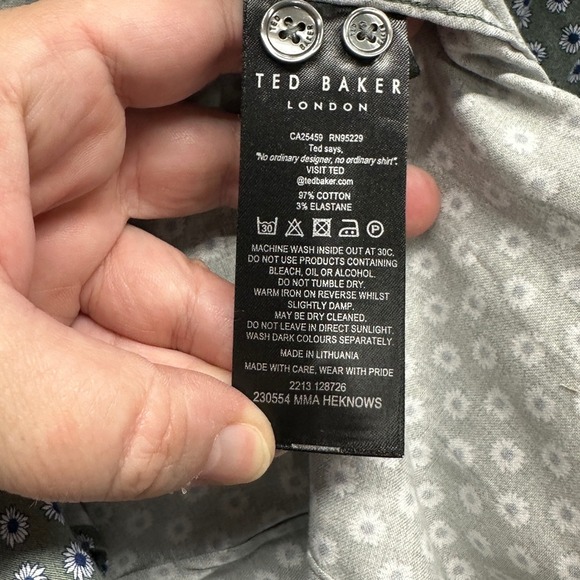 TED BAKER
LONDON
CA25459 RN95229
Ted says,
"No ordinary designer, no ordinary shirt".
VISIT TED
@tedbaker.com
97% COTTON
3% ELASTANE
30 P
MACHINE WASH INSIDE OUT AT 30C.
DO NOT USE PRODUCTS CONTAINING
BLEACH, OIL OR ALCOHOL.
DO NOT TUMBLE DRY.
WARM IRON ON REVERSE WHILST
SLIGHTLY DAMP.
MAY BE DRY CLEANED.
DO NOT LEAVE IN DIRECT SUNLIGHT.
WASH DARK COLOURS SEPARATELY.
MADE IN LITHUANIA
MADE WITH CARE, WEAR WITH PRIDE
2213 128726
230554 MMA HEKNOWS